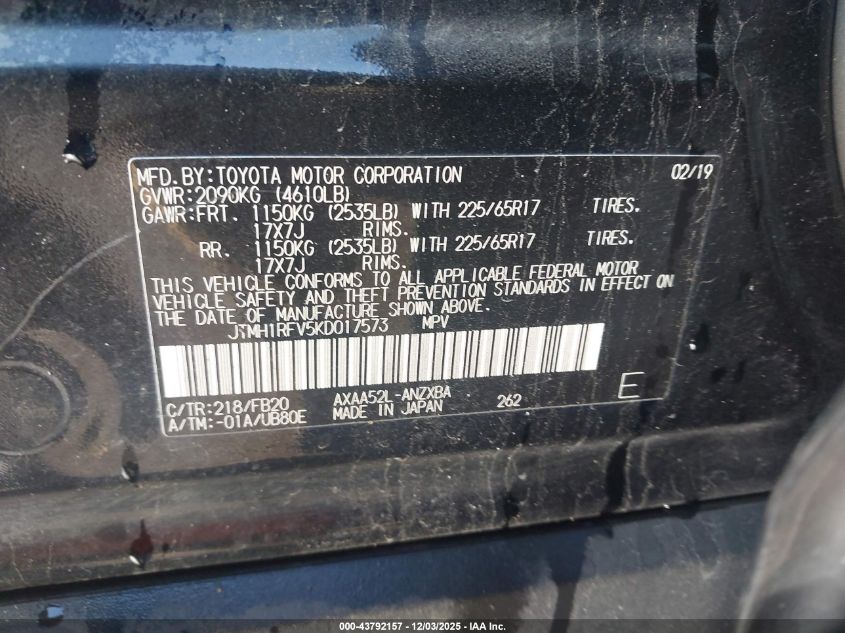 MFD.BY:TOYOTA MOTOR CORPORATION 02/19
GVWR:2090KG (4610LB)
GAWR:FRT. 1150KG (2535LB) WITH 225/65R17 TIRES.
17X7J RIMS.
RR. 1150KG (2535LB) WITH 225/65R17 TIRES.
17X7J RIMS.
THIS VEHICLE CONFORMS TO ALL APPLICABLE FEDERAL MOTOR
VEHICLE SAFETY AND THEFT PREVENTION STANDARDS IN EFFECT ON
THE DATE OF MANUFACTURE SHOWN ABOVE.
JTMH1RFV5KD017573 MPV
C/TR:218/FB20 AXAA52L-ANZXBA 262 E
A/TM:-01A/UB80E MADE IN JAPAN
000-43792157 - 12/03/2025 - IAA Inc.